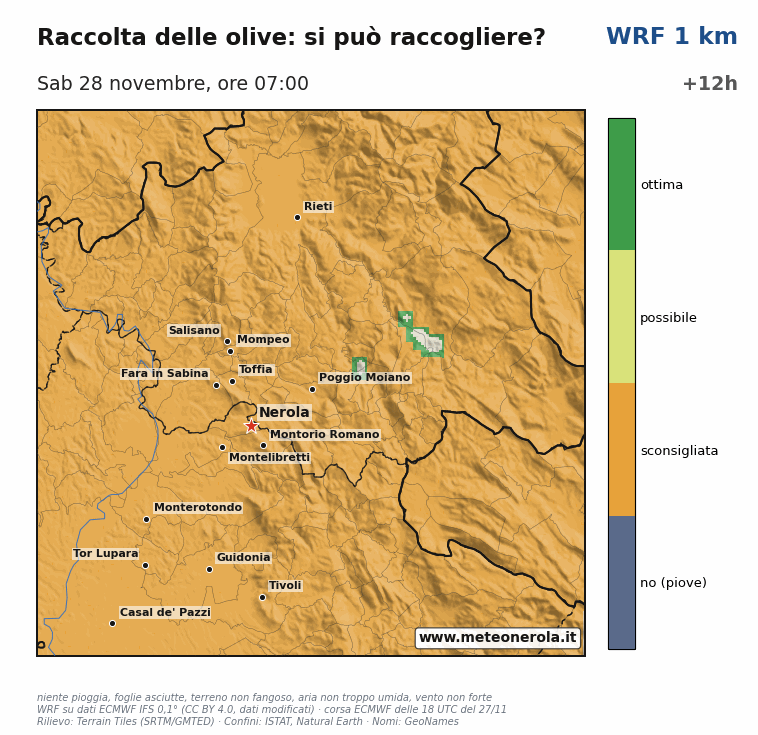 Raccolta delle olive: si può raccogliere?
WRF 1 km
Sab 28 novembre, ore 07:00
+12h
Rieti
Salisano
Mompeo
Fara in Sabina
Toffia
Poggio Moiano
Nerola
Montorio Romano
Montelibretti
Monterotondo
Tor Lupara
Guidonia
Tivoli
Casal de' Pazzi
www.meteonerola.it
ottima
possibile
sconsigliata
no (piove)
niente pioggia, foglie asciutte, terreno non fangoso, aria non troppo umida, vento non forte
WRF su dati ECMWF IFS 0,1° (CC BY 4.0, dati modificati) · corsa ECMWF delle 18 UTC del 27/11
Rilievo: Terrain Tiles (SRTM/GMTED) · Confini: ISTAT, Natural Earth · Nomi: GeoNames